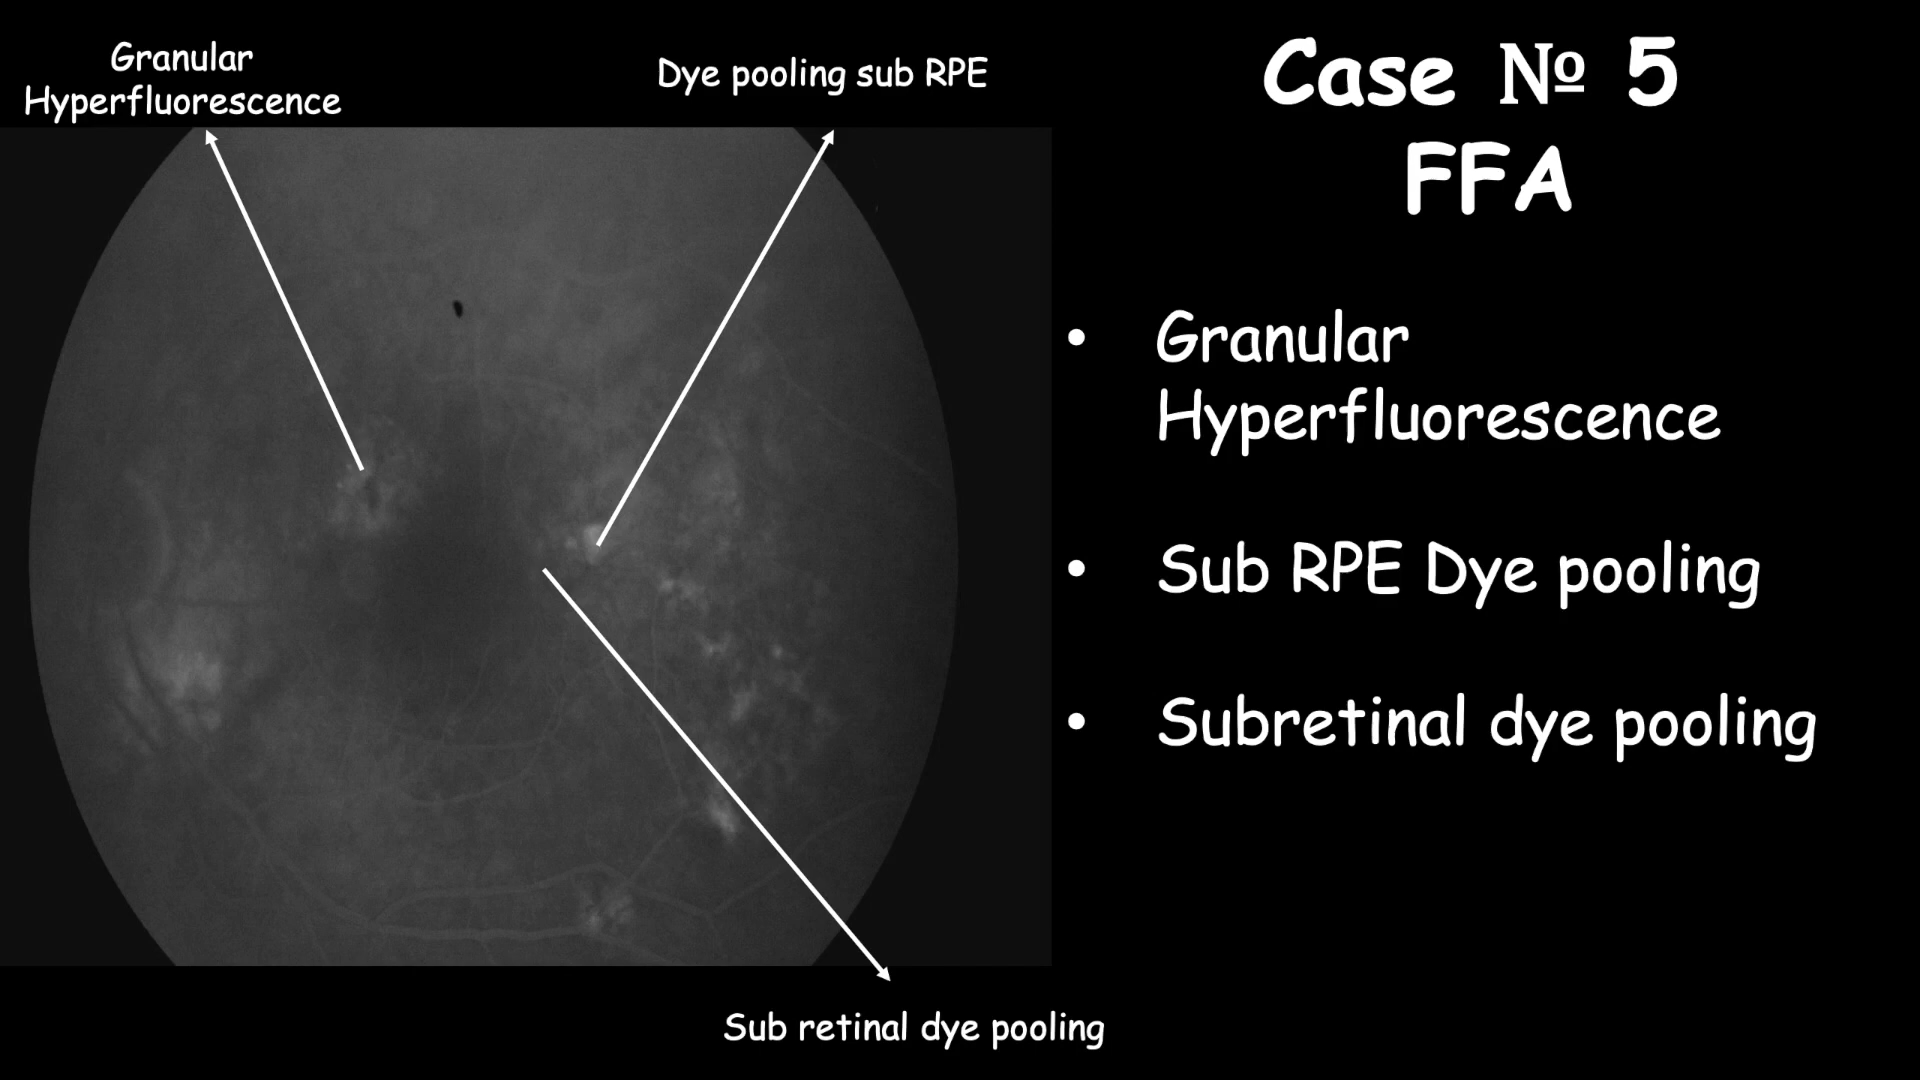 Granular
Hyperfluorescence
Dye pooling sub RPE
Sub retinal dye pooling
Case № 5
FFA
• Granular
Hyperfluorescence
• Sub RPE Dye pooling
• Subretinal dye pooling